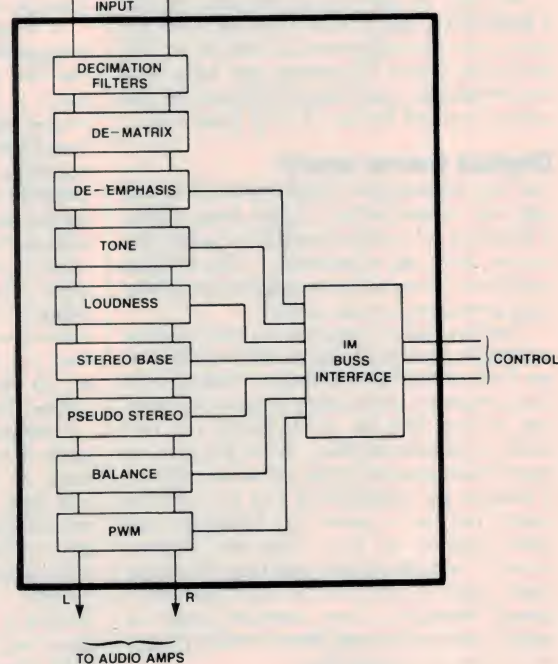 INPUT
DECIMATION
FILTERS
DE-MATRIX
DE-EMPHASIS
TONE
LOUDNESS
STEREO BASE
PSEUDO STEREO
BALANCE
PWM
IM
BUSS
INTERFACE
CONTROL
L
R
TO AUDIO AMPS